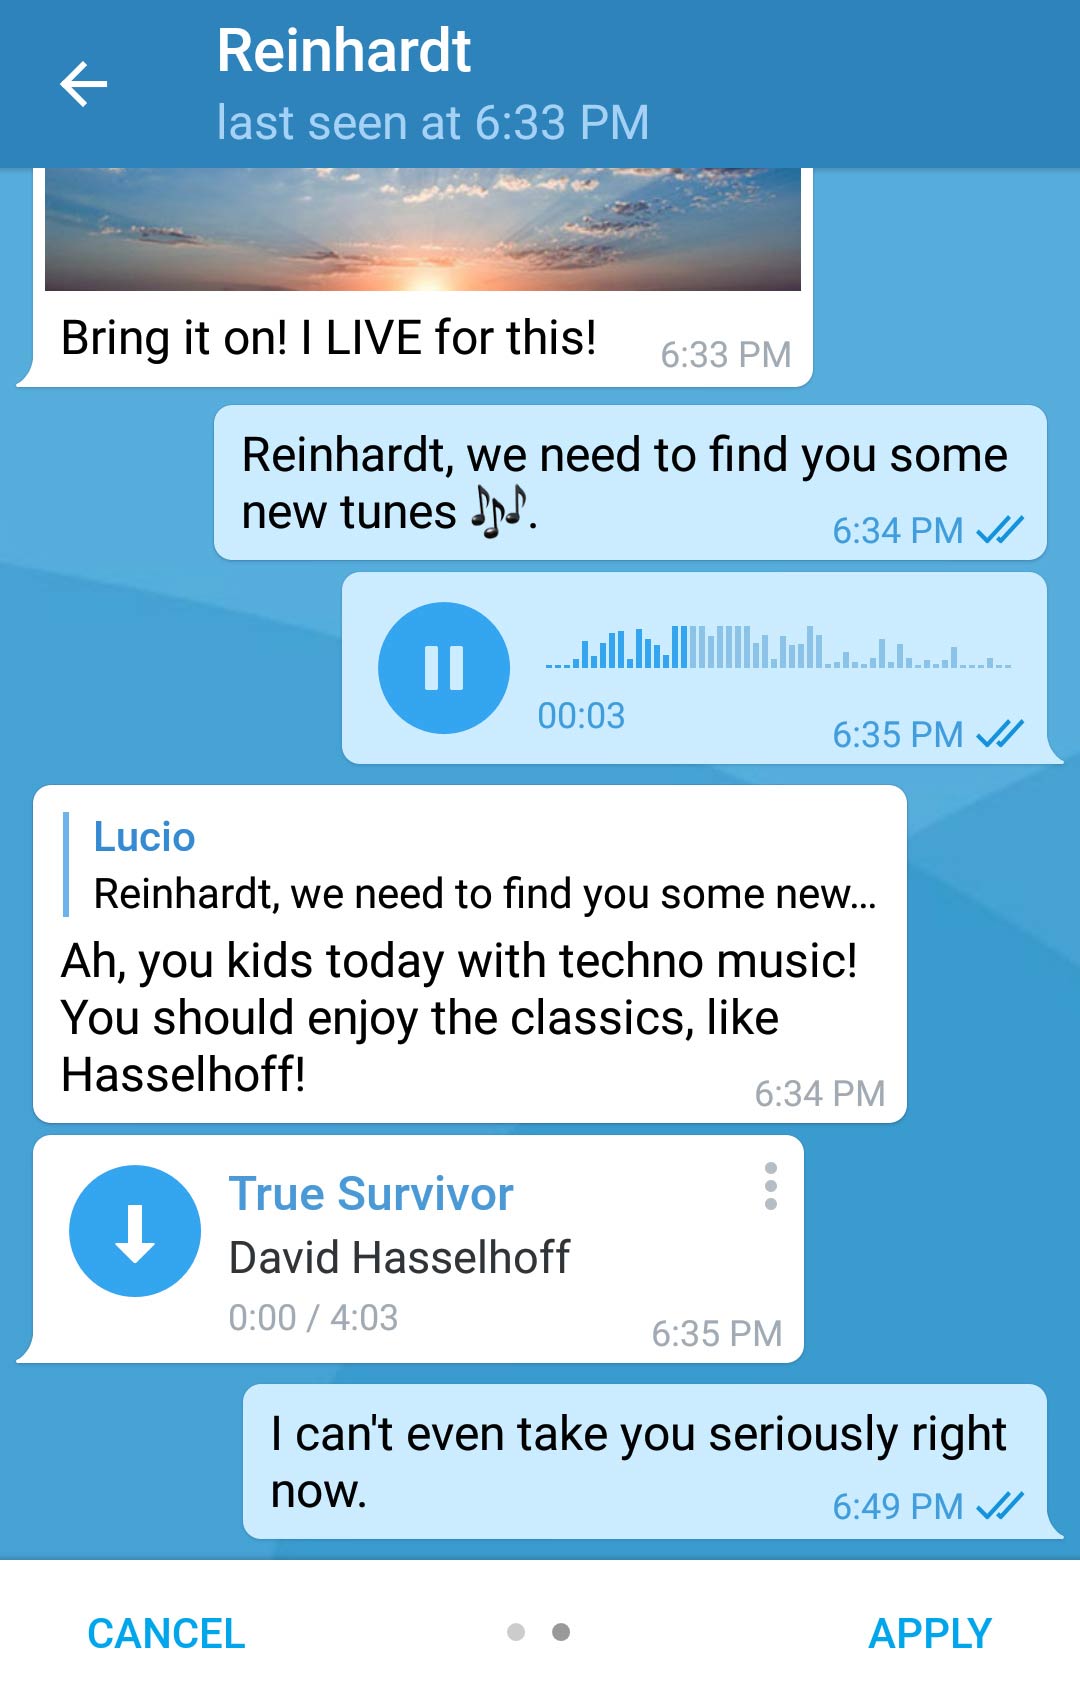 Reinhardt
last seen at 6:33 PM
Bring it on! I LIVE for this!
6:33 PM
Reinhardt, we need to find you some
new tunes 🎶.
6:34 PM
00:03
6:35 PM
Lucio
Reinhardt, we need to find you some new...
Ah, you kids today with techno music!
You should enjoy the classics, like
Hasselhoff!
6:34 PM
True Survivor
David Hasselhoff
0:00 / 4:03
6:35 PM
I can't even take you seriously right
now.
6:49 PM
CANCEL
APPLY